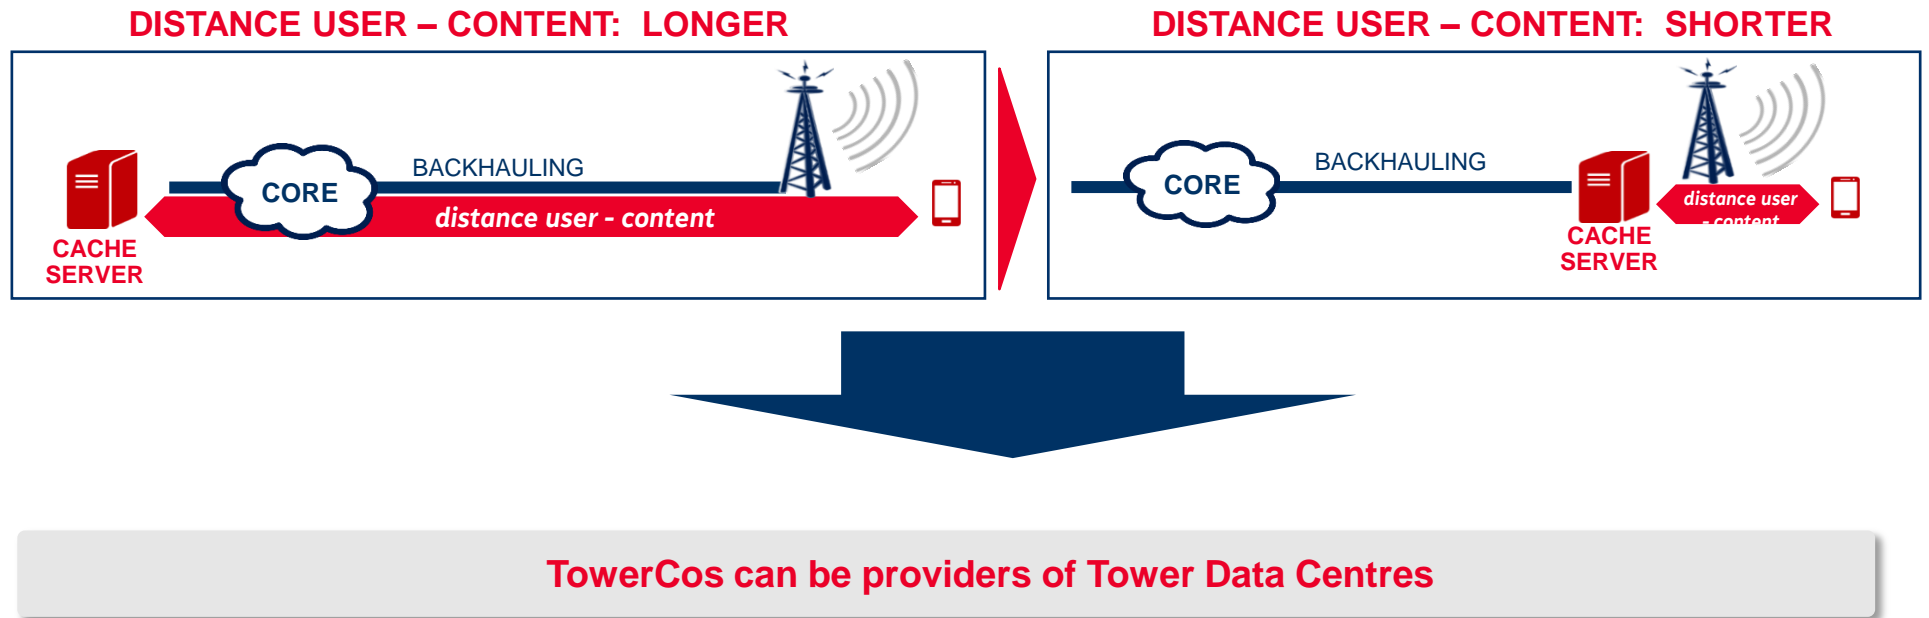 DISTANCE USER – CONTENT: LONGER
BACKHAULING
CORE
distance user - content
CACHE
SERVER
DISTANCE USER – CONTENT: SHORTER
BACKHAULING
CORE
distance user
- content
CACHE
SERVER
TowerCos can be providers of Tower Data Centres